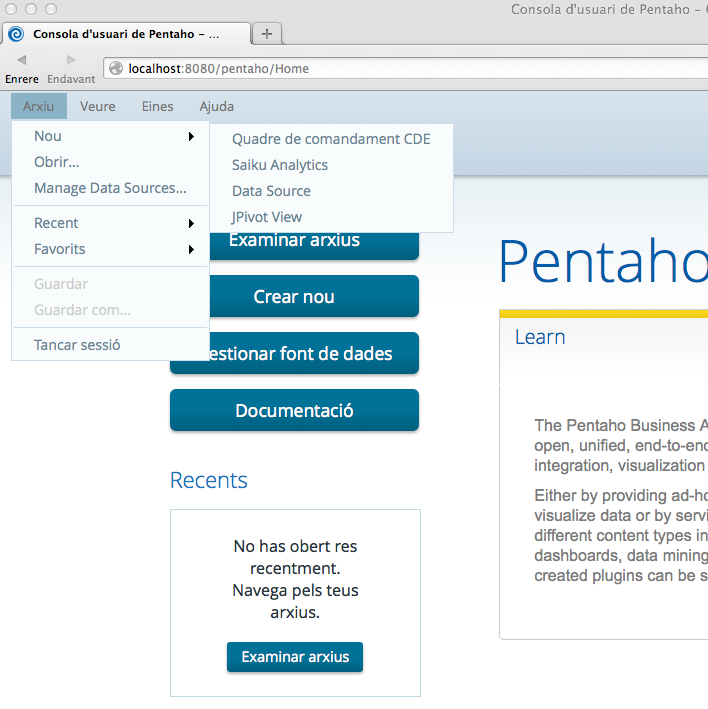 Consola d'usuari de Pentaho –
Consola d'usuari de Pentaho – ...
Enrere
Endavant
localhost:8080/pentaho/Home
Arxiu
Veure
Eines
Ajuda
Nou
Obrir...
Manage Data Sources...
Recent
Favorits
Guardar
Guardar com...
Tancar sessió
Quadre de comandament CDE
Saiku Analytics
Data Source
JPivot View
Examinar arxius
Crear nou
estionar font de dades
Documentació
Recents
No has obert res
recentment.
Navega pels teus
arxius.
Examinar arxius
Pentaho
Learn
The Pentaho Business A
open, unified, end-to-end
integration, visualization
Either by providing ad-ho
visualize data or by servi
different content types in
dashboards, data mining
created plugins can be s